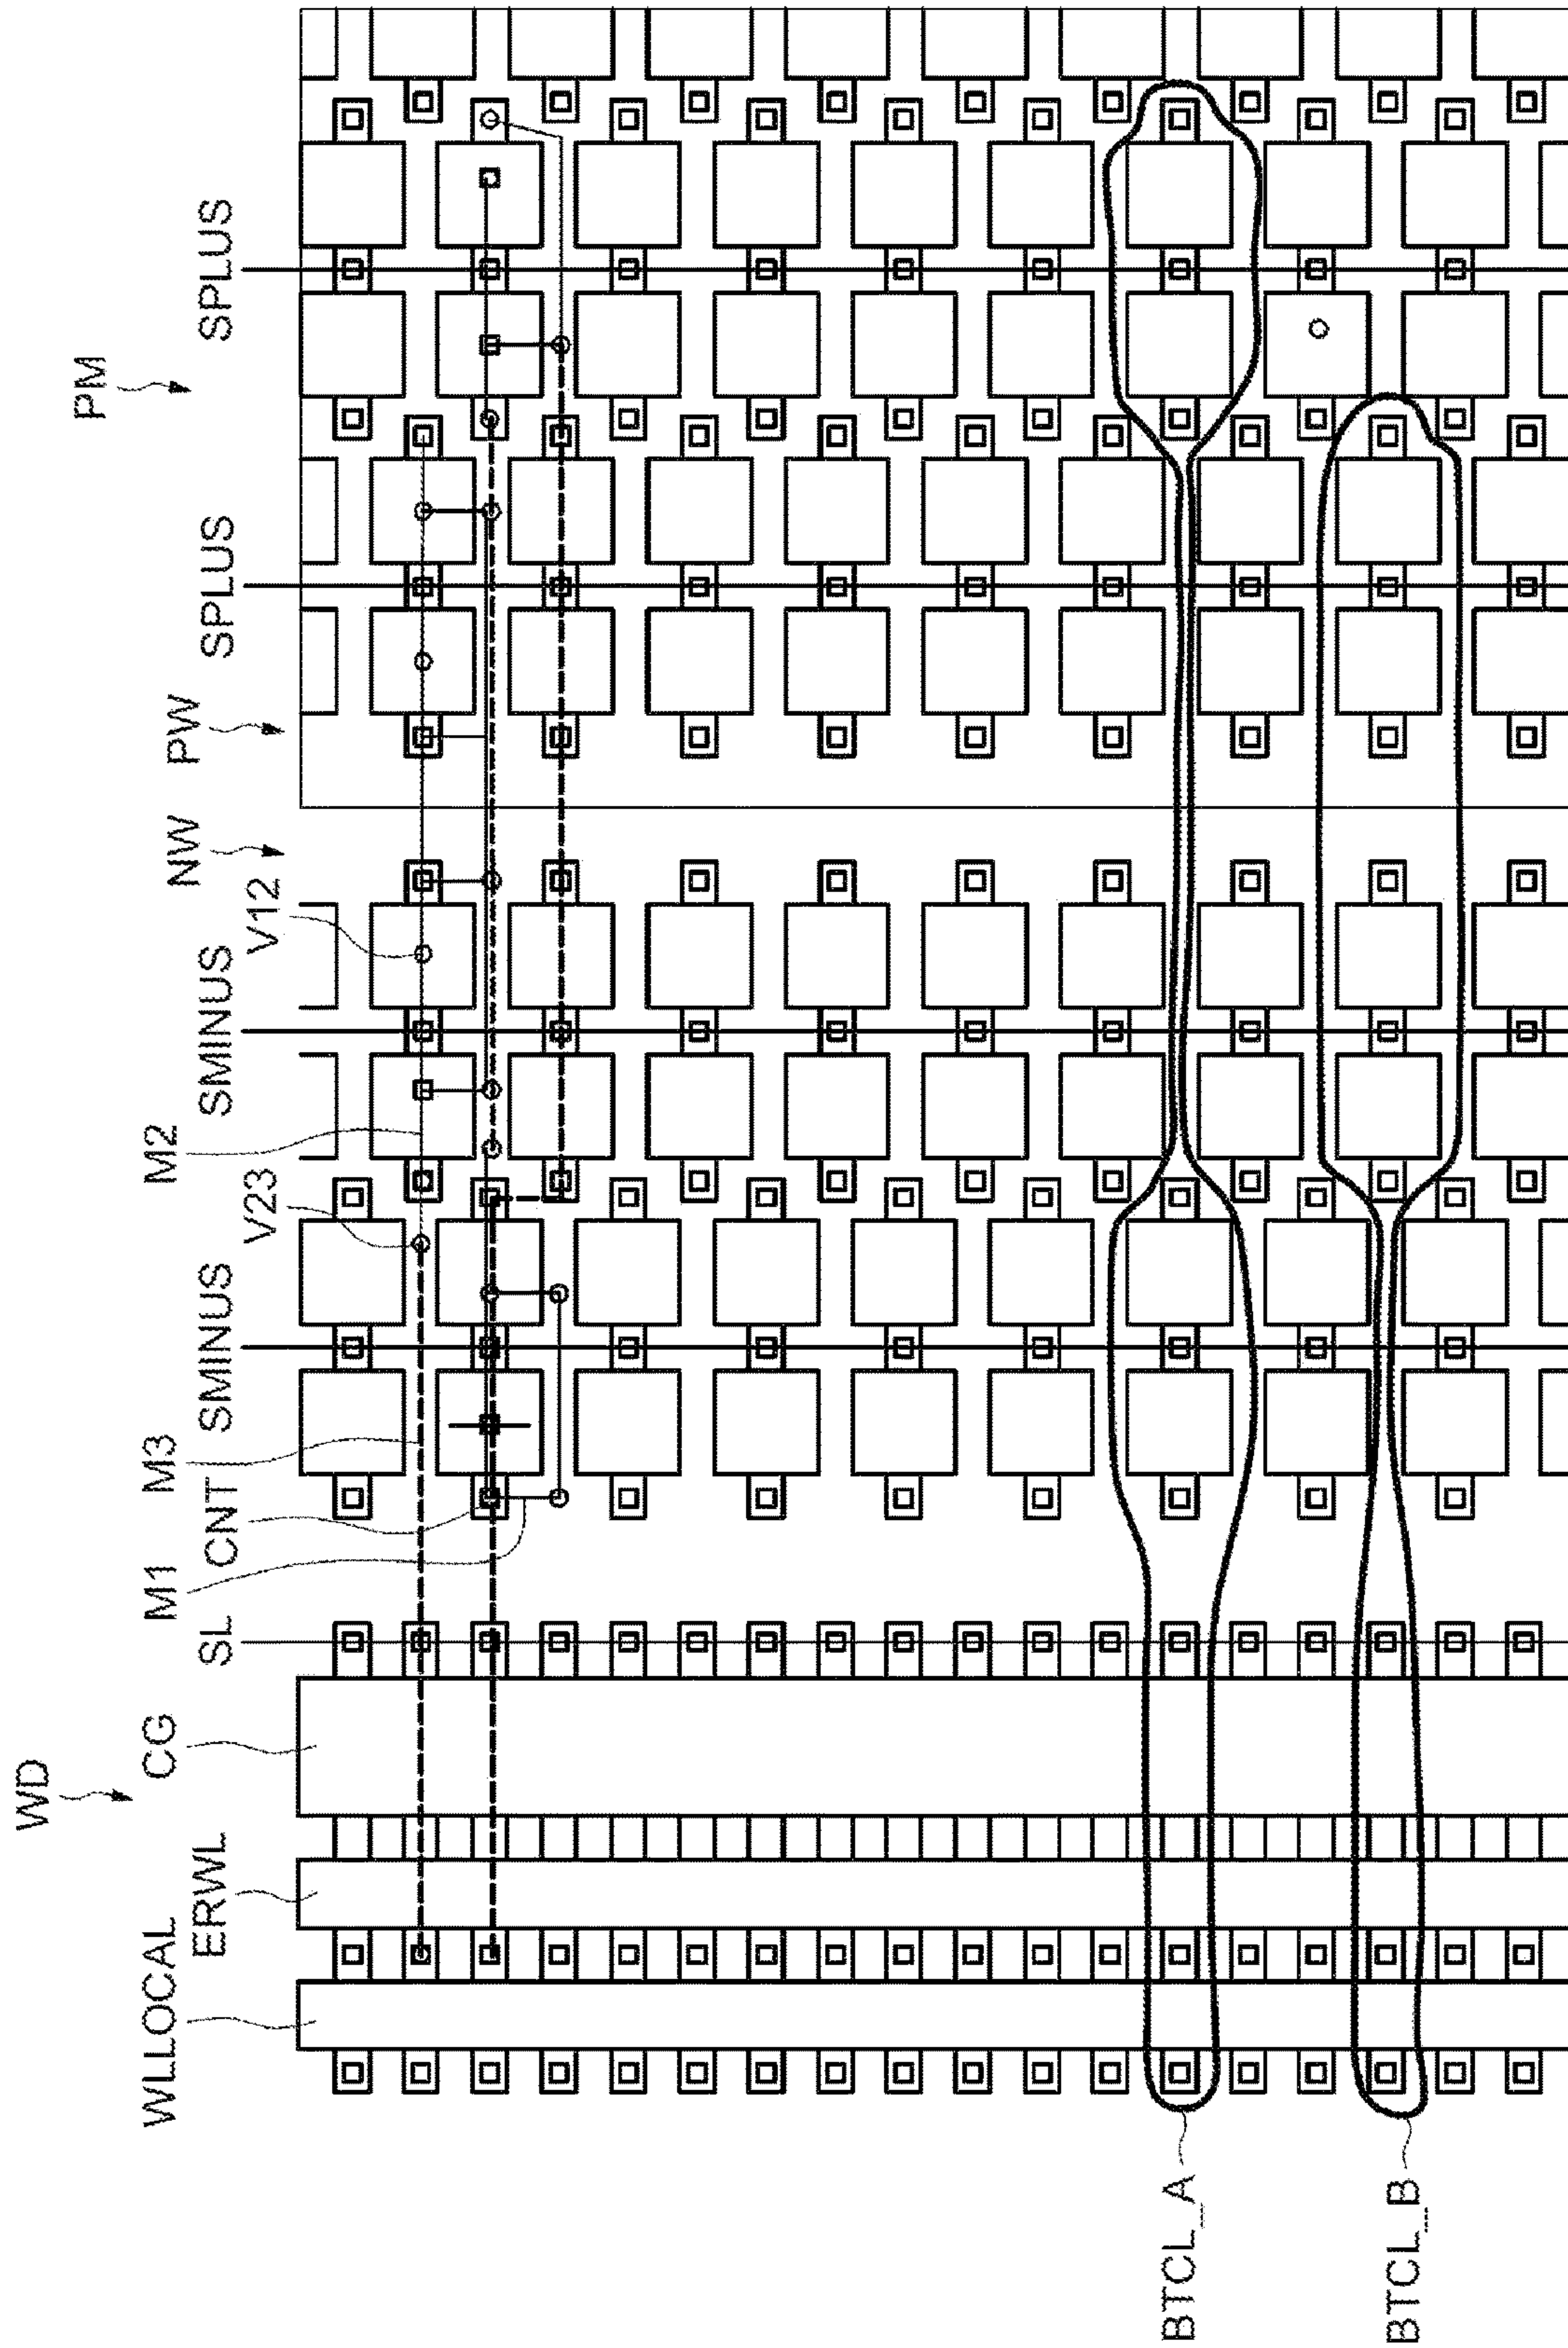 PM
SPLUS
SPLUS
PW
NW
V12
SMINUS
M2
V23
SMINUS
M3
CNT
M1
SL
WD
CG
ERWL
WLLOCAL
BTCL_A
BTCL_B